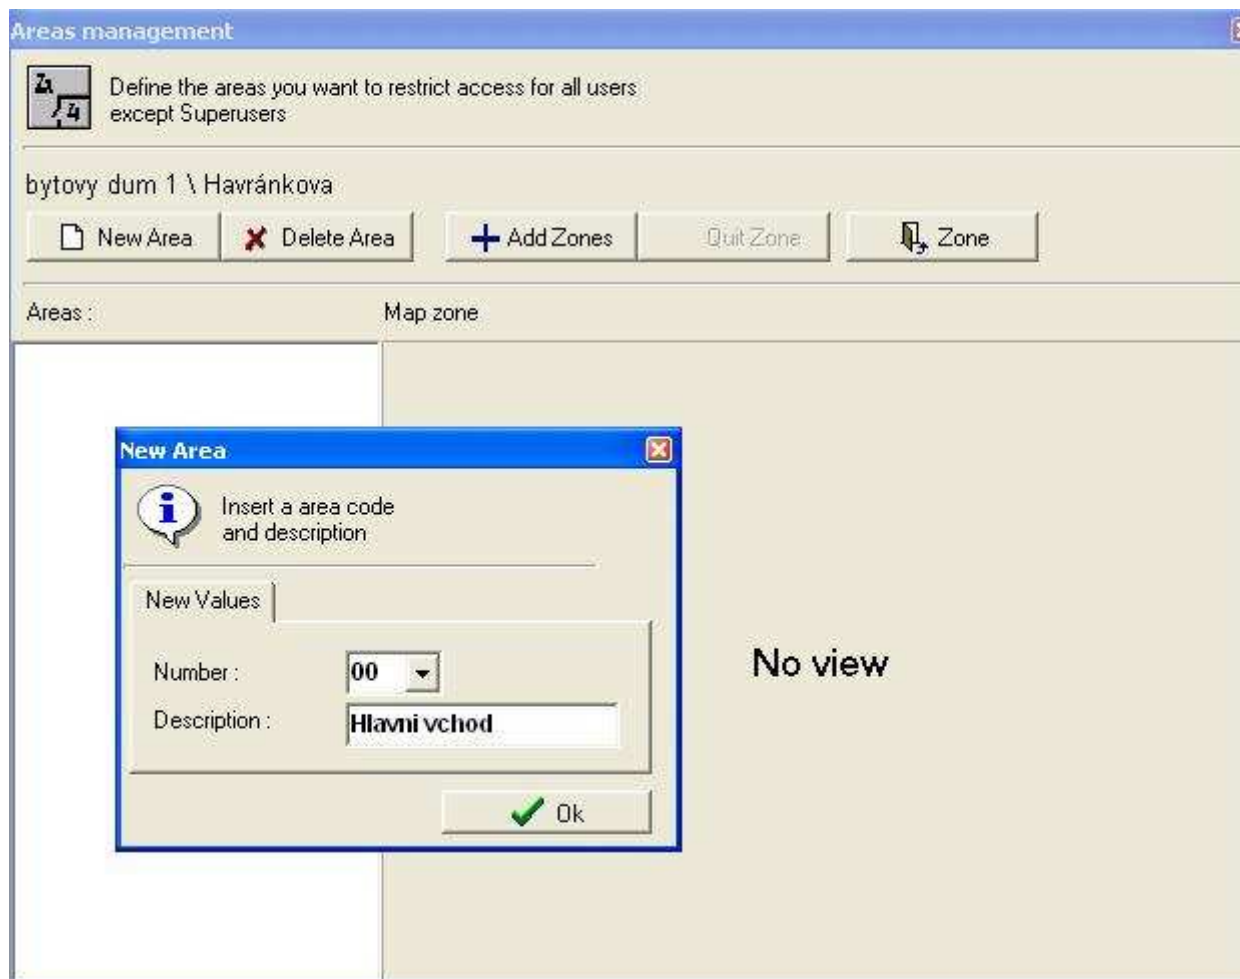 Areas management
Define the areas you want to restrict access for all users
except Superusers
bytovy dum 1 \ Havránkova
New Area Delete Area Add Zones Quit Zone Zone
Areas : Map zone
New Area
Insert a area code
and description
New Values
Number : 00
No view
Description : Hlavni vchod
Ok